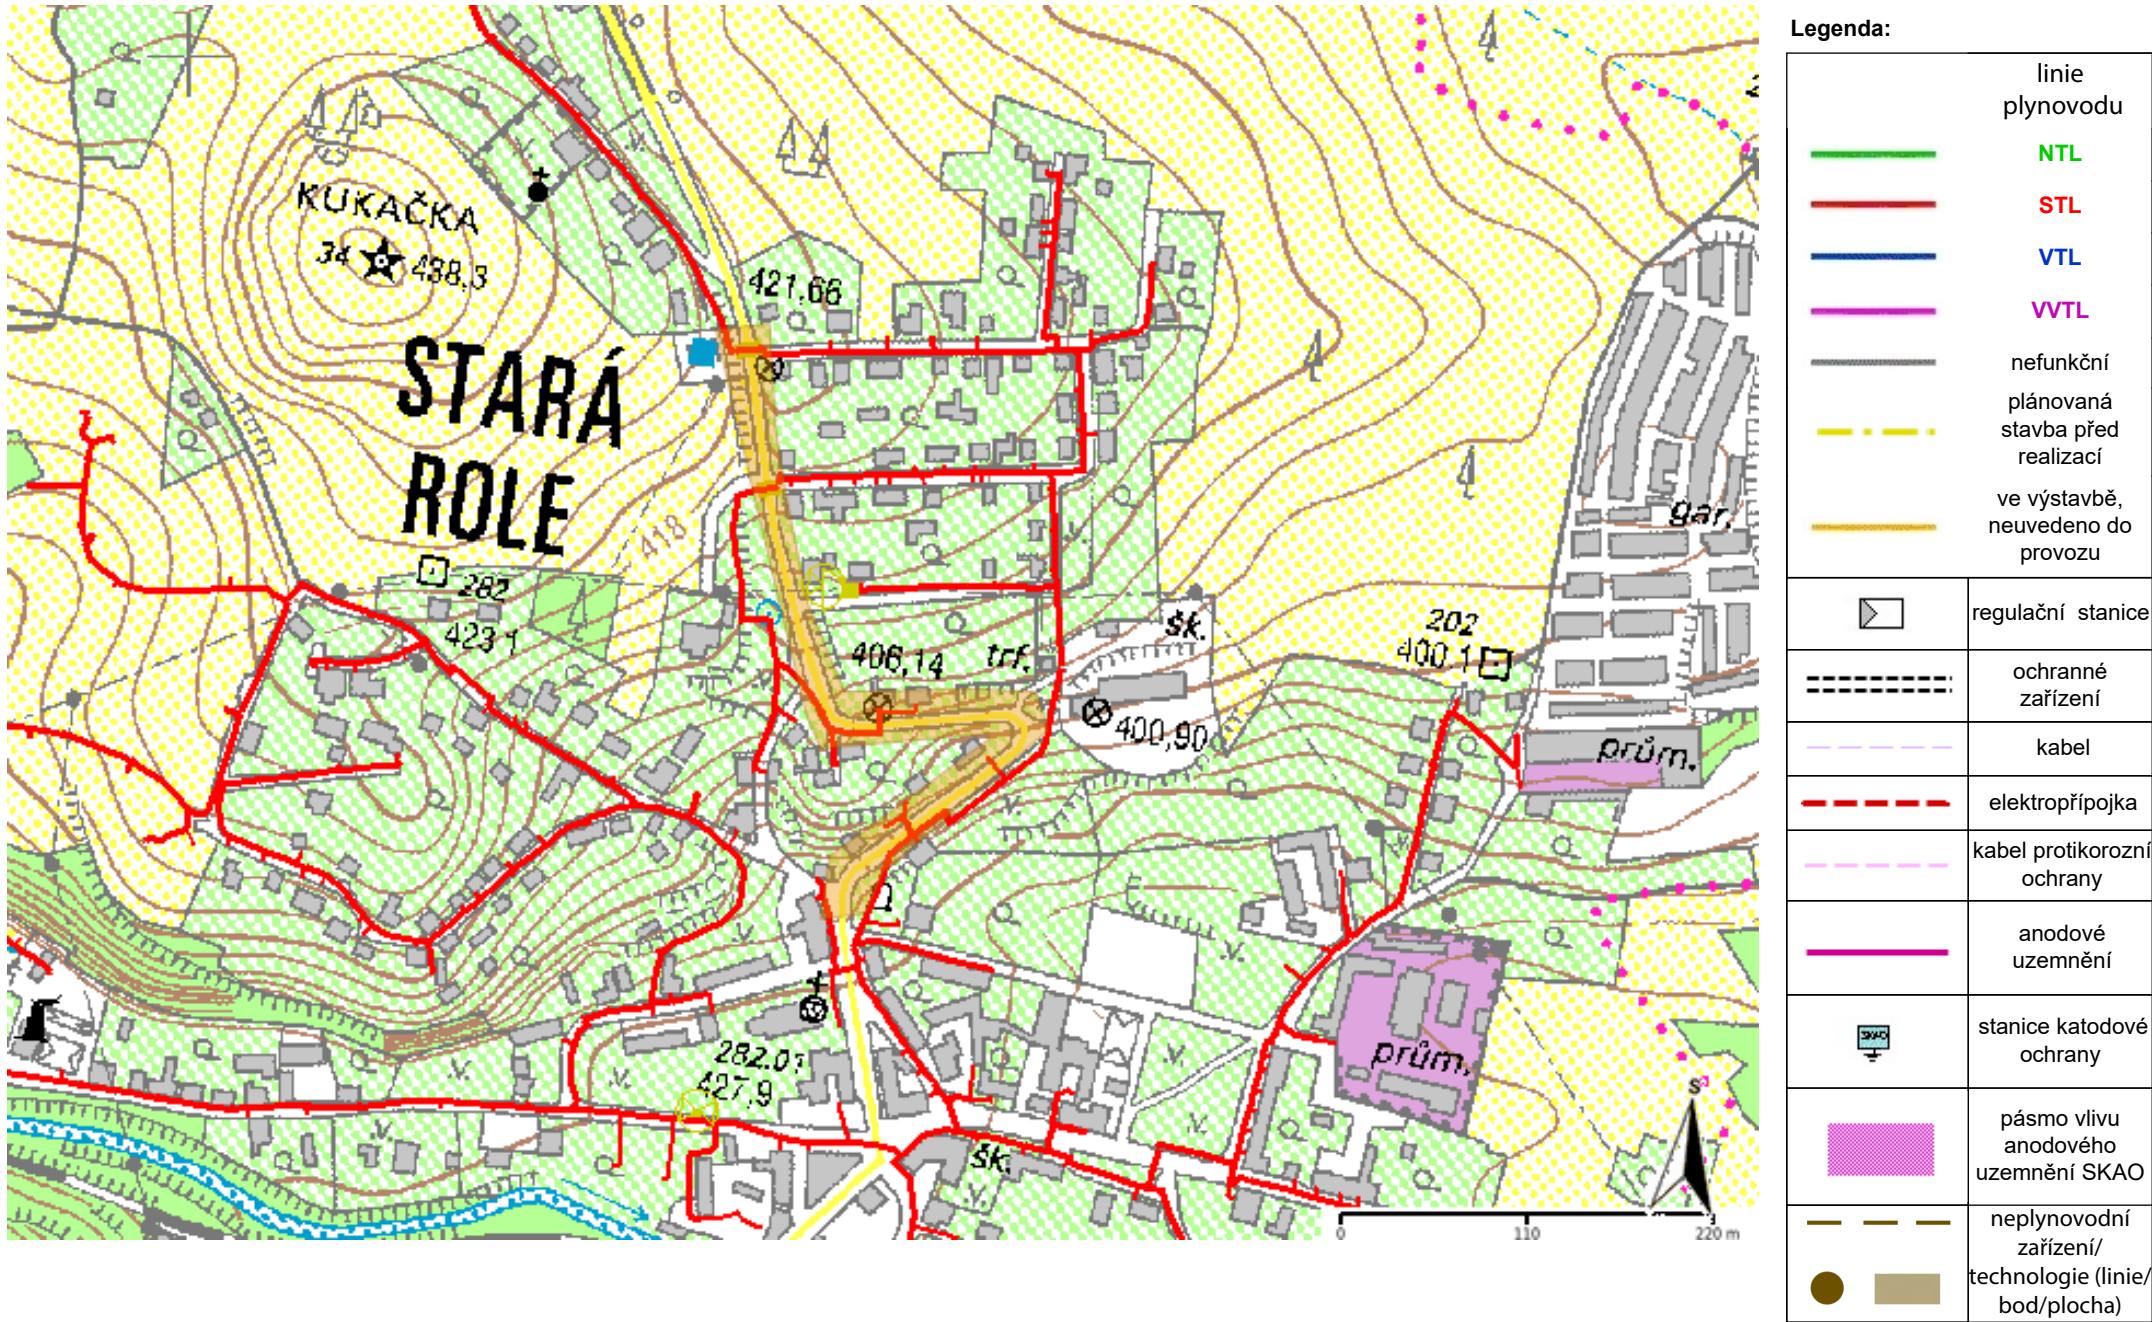 KUKAČKA
34 438,3
421,66
STARÁ
ROLE
418
282
423 1
406,14
trf.
šk.
400,90
202
400 1
gar.
prům.
prům.
282.01
427,9
šk.
S
0 110 220 m
Legenda:
linie
plynovodu
NTL
STL
VTL
VVTL
nefunkční
plánovaná
stavba před
realizací
ve výstavbě,
neuvedeno do
provozu
regulační stanice
ochranné
zařízení
kabel
elektropřípojka
kabel protikorozní
ochrany
anodové
uzemnění
SKAO
stanice katodové
ochrany
pásmo vlivu
anodového
uzemnění SKAO
neplynovodní
zařízení/
technologie (linie/
bod/plocha)